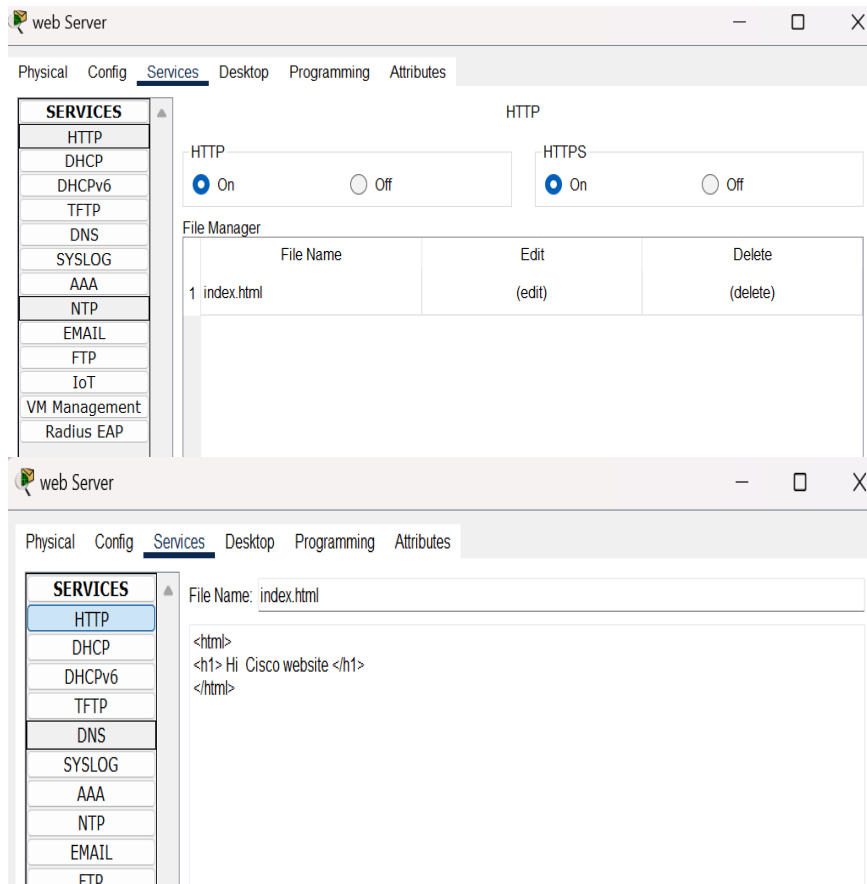 web Server
Physical Config Services Desktop Programming Attributes
SERVICES
HTTP
DHCP
DHCPv6
TFTP
DNS
SYSLOG
AAA
NTP
EMAIL
FTP
IoT
VM Management
Radius EAP
HTTP
HTTP
On Off
HTTPS
On Off
File Manager
File Name Edit Delete
1 index.html (edit) (delete)
web Server
Physical Config Services Desktop Programming Attributes
SERVICES
HTTP
DHCP
DHCPv6
TFTP
DNS
SYSLOG
AAA
NTP
EMAIL
FTP
File Name: index.html
<html>
<h1> Hi  Cisco website </h1>
</html>